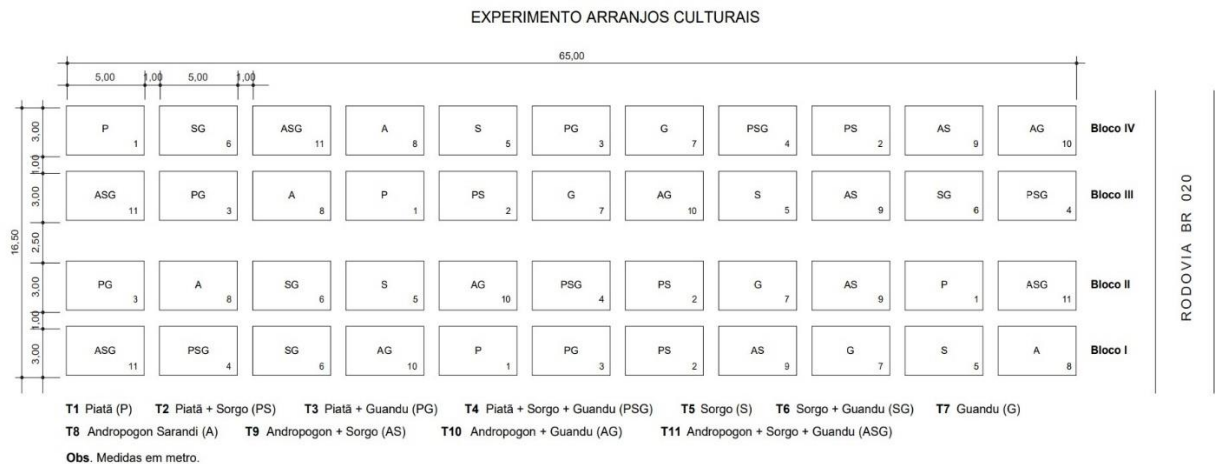 EXPERIMENTO ARRANJOS CULTURAIS
65,00
5,00 1,00 5,00 1,00
3,00 P 1 SG 6 ASG 11 A 8 S 5 PG 3 G 7 PSG 4 PS 2 AS 9 AG 10 Bloco IV
1,00
3,00 ASG 11 PG 3 A 8 P 1 PS 2 G 7 AG 10 S 5 AS 9 SG 6 PSG 4 Bloco III
16,50
2,50
3,00 PG 3 A 8 SG 6 S 5 AG 10 PSG 4 PS 2 G 7 AS 9 P 1 ASG 11 Bloco II
1,00
3,00 ASG 11 PSG 4 SG 6 AG 10 P 1 PG 3 PS 2 AS 9 G 7 S 5 A 8 Bloco I
RODOVIA BR 020
T1 Piatã (P) T2 Piatã + Sorgo (PS) T3 Piatã + Guandu (PG) T4 Piatã + Sorgo + Guandu (PSG) T5 Sorgo (S) T6 Sorgo + Guandu (SG) T7 Guandu (G)
T8 Andropogon Sarandi (A) T9 Andropogon + Sorgo (AS) T10 Andropogon + Guandu (AG) T11 Andropogon + Sorgo + Guandu (ASG)
Obs. Medidas em metro.